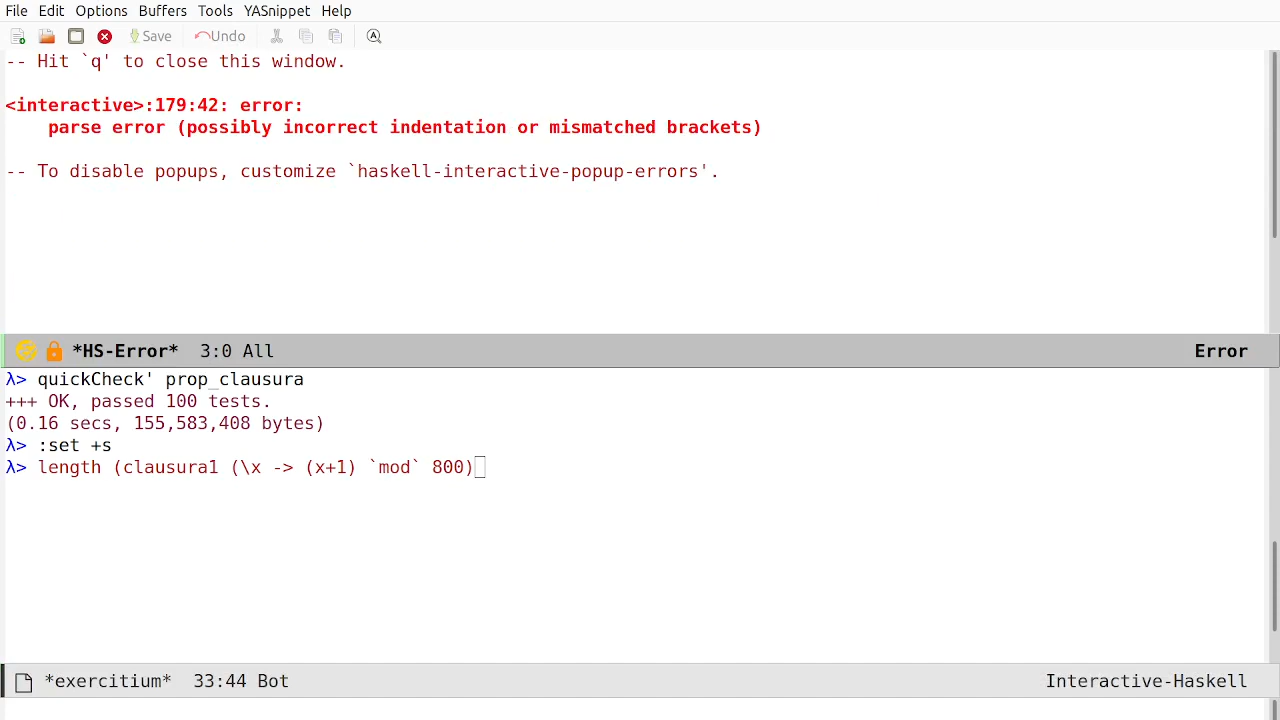 File Edit Options Buffers Tools YASnippet Help
Save Undo
-- Hit `q' to close this window.
<interactive>:179:42: error:
    parse error (possibly incorrect indentation or mismatched brackets)
-- To disable popups, customize `haskell-interactive-popup-errors'.
*HS-Error* 3:0 All Error
λ> quickCheck' prop_clausura
+++ OK, passed 100 tests.
(0.16 secs, 155,583,408 bytes)
λ> :set +s
λ> length (clausura1 (\x -> (x+1) `mod` 800)
*exercitium* 33:44 Bot Interactive-Haskell